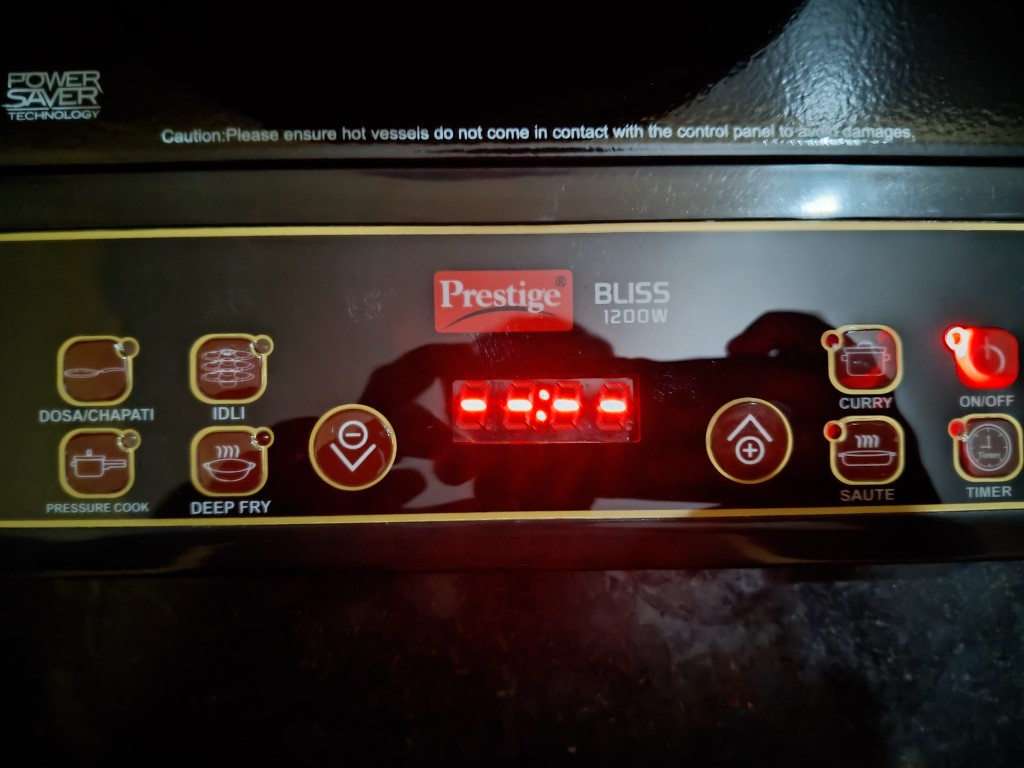 POWER
SAVER
TECHNOLOGY
Caution:Please ensure hot vessels do not come in contact with the control panel to avoid damages.
Prestige®
BLISS
1200W
--:--
DOSA/CHAPATI
IDLI
CURRY
ON/OFF
Timer
PRESSURE COOK
DEEP FRY
SAUTE
TIMER